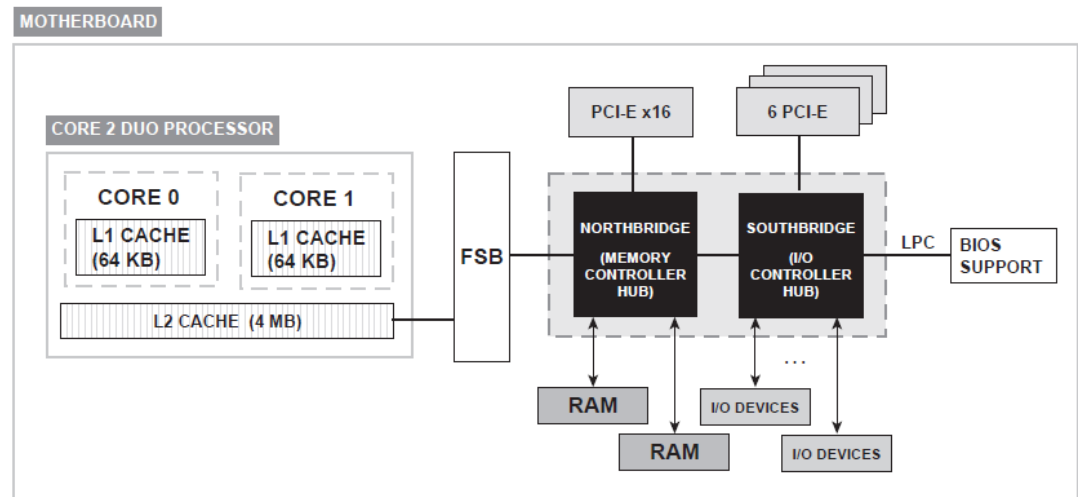 MOTHERBOARD
CORE 2 DUO PROCESSOR
CORE 0
L1 CACHE
(64 KB)
CORE 1
L1 CACHE
(64 KB)
L2 CACHE (4 MB)
FSB
PCI-E x16
6 PCI-E
NORTHBRIDGE
(MEMORY
CONTROLLER
HUB)
SOUTHBRIDGE
(I/O
CONTROLLER
HUB)
LPC
BIOS
SUPPORT
...
RAM
RAM
I/O DEVICES
I/O DEVICES